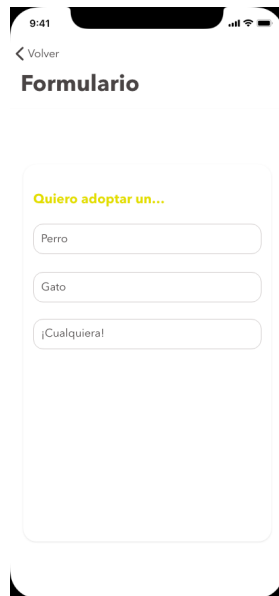 9:41
Volver
Formulario
Quiero adoptar un...
Perro
Gato
¡Cualquiera!